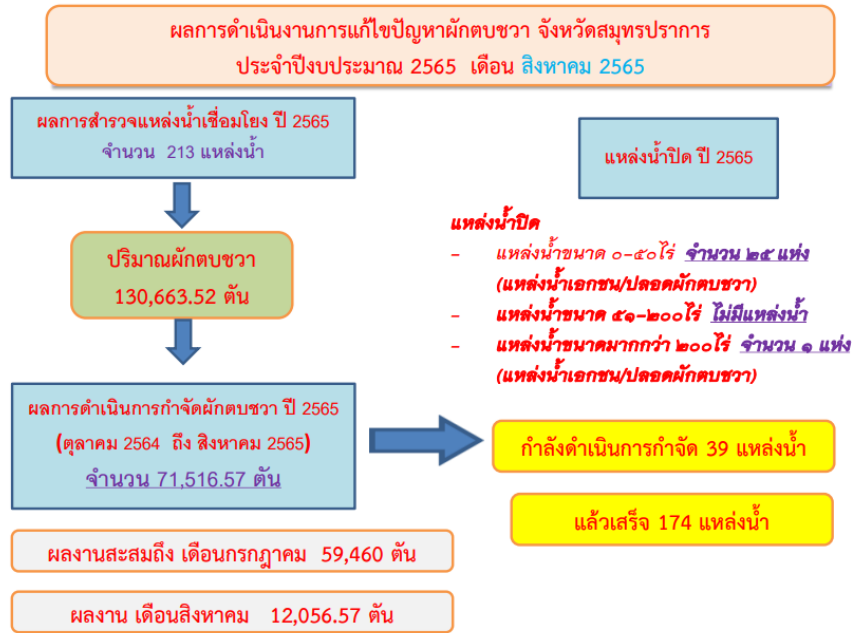 ผลการดำเนินงานการแก้ไขปัญหาผักตบชวา จังหวัดสมุทรปราการ
ประจำปีงบประมาณ 2565 เดือน สิงหาคม 2565
ผลการสำรวจแหล่งน้ำเชื่อมโยง ปี 2565
จำนวน 213 แหล่งน้ำ
ปริมาณผักตบชวา
130,663.52 ตัน
ผลการดำเนินการกำจัดผักตบชวา ปี 2565
(ตุลาคม 2564 ถึง สิงหาคม 2565)
จำนวน 71,516.57 ตัน
ผลงานสะสมถึง เดือนกรกฎาคม 59,460 ตัน
ผลงาน เดือนสิงหาคม 12,056.57 ตัน
แหล่งน้ำปิด ปี 2565
แหล่งน้ำปิด
- แหล่งน้ำขนาด ๐-๕๐ไร่ จำนวน ๒๕ แห่ง
(แหล่งน้ำเอกชน/ปลอดผักตบชวา)
- แหล่งน้ำขนาด ๕๑-๒๐๐ไร่ ไม่มีแหล่งน้ำ
- แหล่งน้ำขนาดมากกว่า ๒๐๐ไร่ จำนวน ๑ แห่ง
(แหล่งน้ำเอกชน/ปลอดผักตบชวา)
กำลังดำเนินการกำจัด 39 แหล่งน้ำ
แล้วเสร็จ 174 แหล่งน้ำ